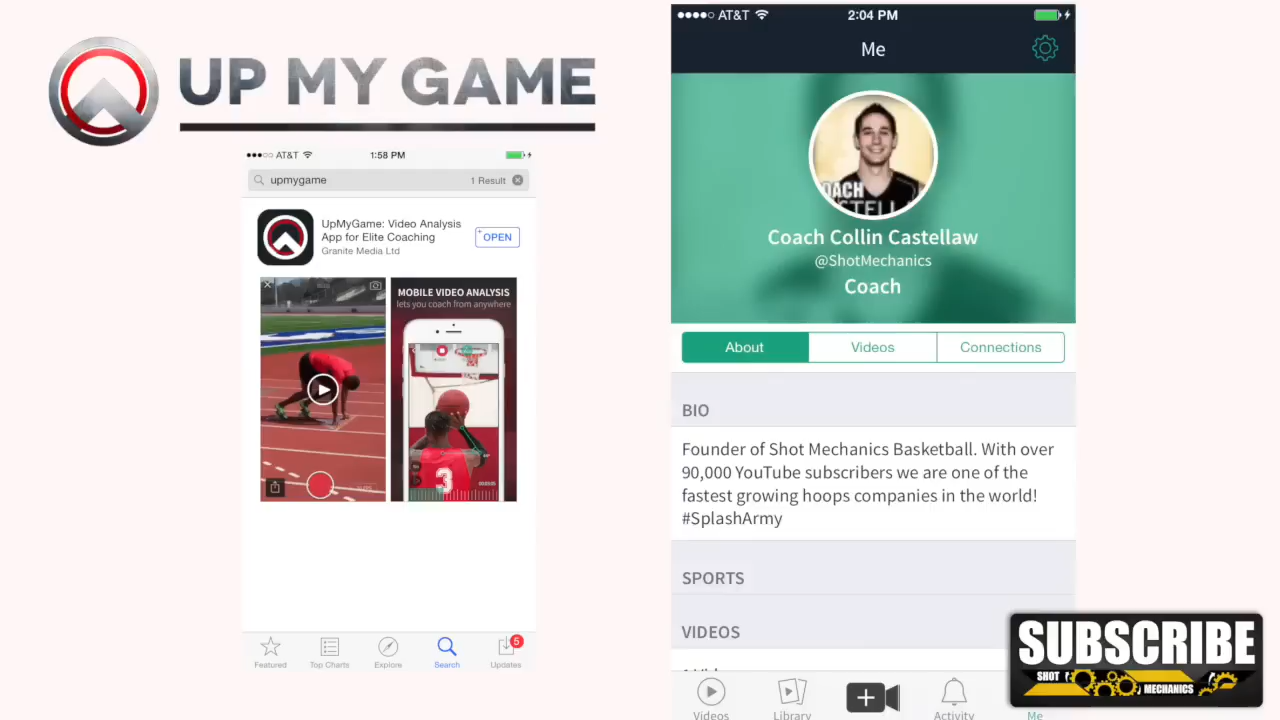 UP MY GAME
AT&T 1:58 PM
upmygame 1 Result
UpMyGame: Video Analysis
App for Elite Coaching
Granite Media Ltd
+ OPEN
MOBILE VIDEO ANALYSIS
lets you coach from anywhere
3
Featured Top Charts Explore Search Updates
5
AT&T 2:04 PM
Me
COACH
Coach Collin Castellaw
@ShotMechanics
Coach
About Videos Connections
BIO
Founder of Shot Mechanics Basketball. With over
90,000 YouTube subscribers we are one of the
fastest growing hoops companies in the world!
#SplashArmy
SPORTS
VIDEOS
Videos Library Activity Me
SUBSCRIBE
SHOT
MECHANICS